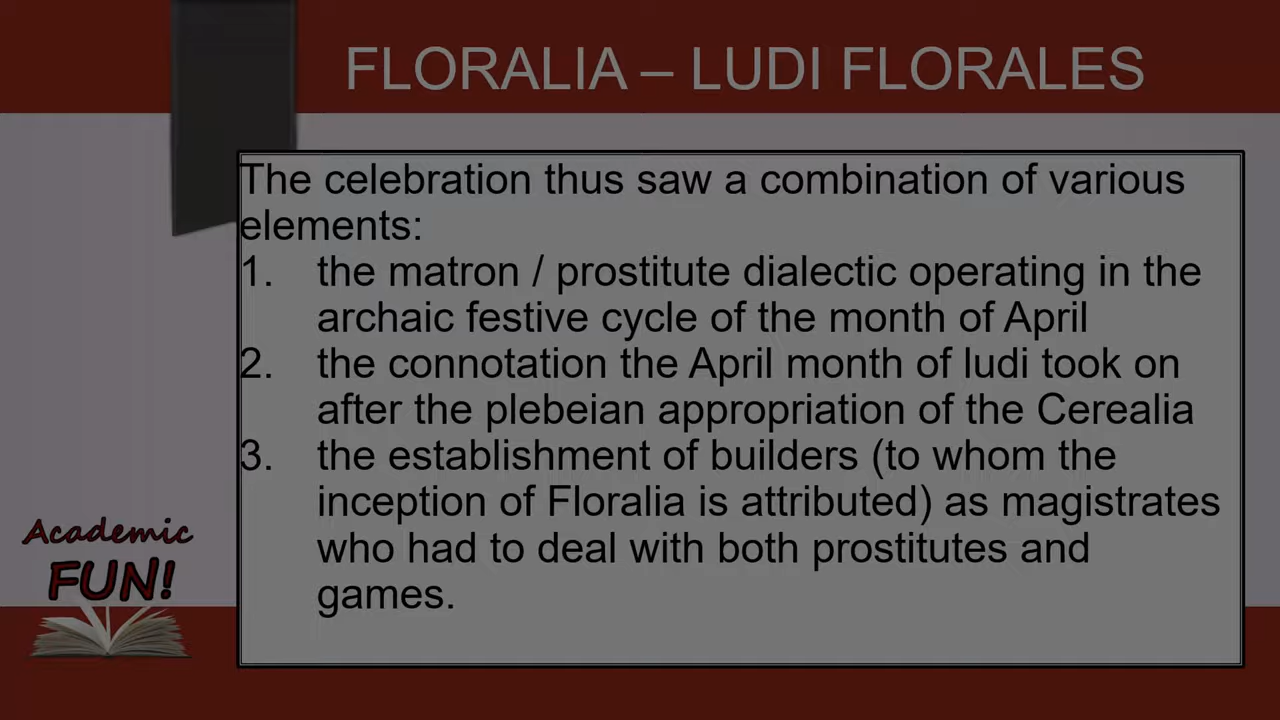 FLORALIA – LUDI FLORALES
The celebration thus saw a combination of various
elements:
1. the matron / prostitute dialectic operating in the
archaic festive cycle of the month of April
2. the connotation the April month of ludi took on
after the plebeian appropriation of the Cerealia
3. the establishment of builders (to whom the
inception of Floralia is attributed) as magistrates
who had to deal with both prostitutes and
games.
Academic
FUN!